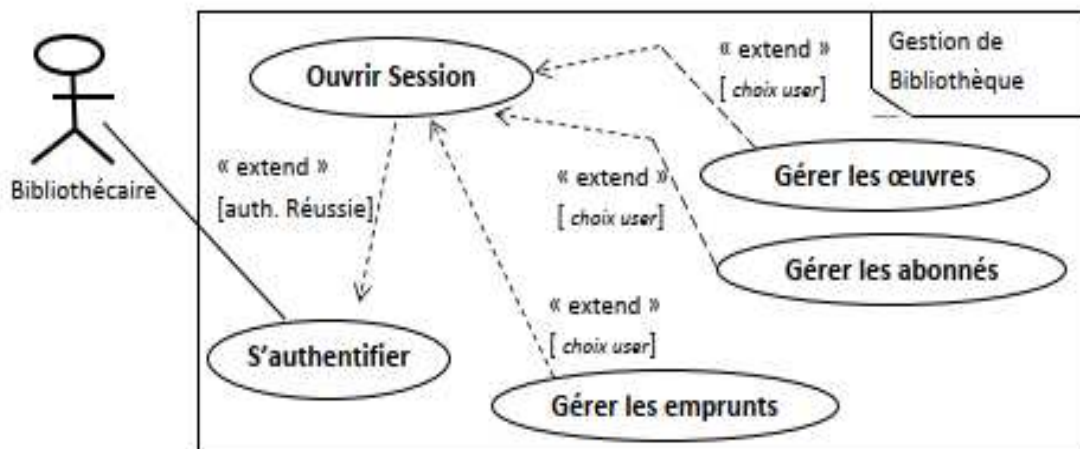 Gestion de
Bibliothèque
« extend »
[ choix user]
Ouvrir Session
Bibliothécaire
« extend »
[auth. Réussie]
« extend »
[ choix user]
Gérer les œuvres
Gérer les abonnés
« extend »
[ choix user]
S'authentifier
Gérer les emprunts